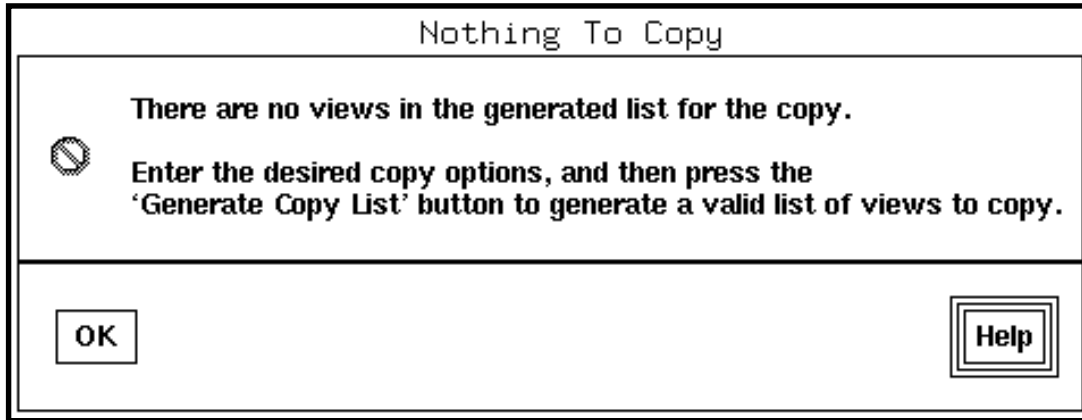 Nothing To Copy
There are no views in the generated list for the copy.
Enter the desired copy options, and then press the
‘Generate Copy List’ button to generate a valid list of views to copy.
OK
Help